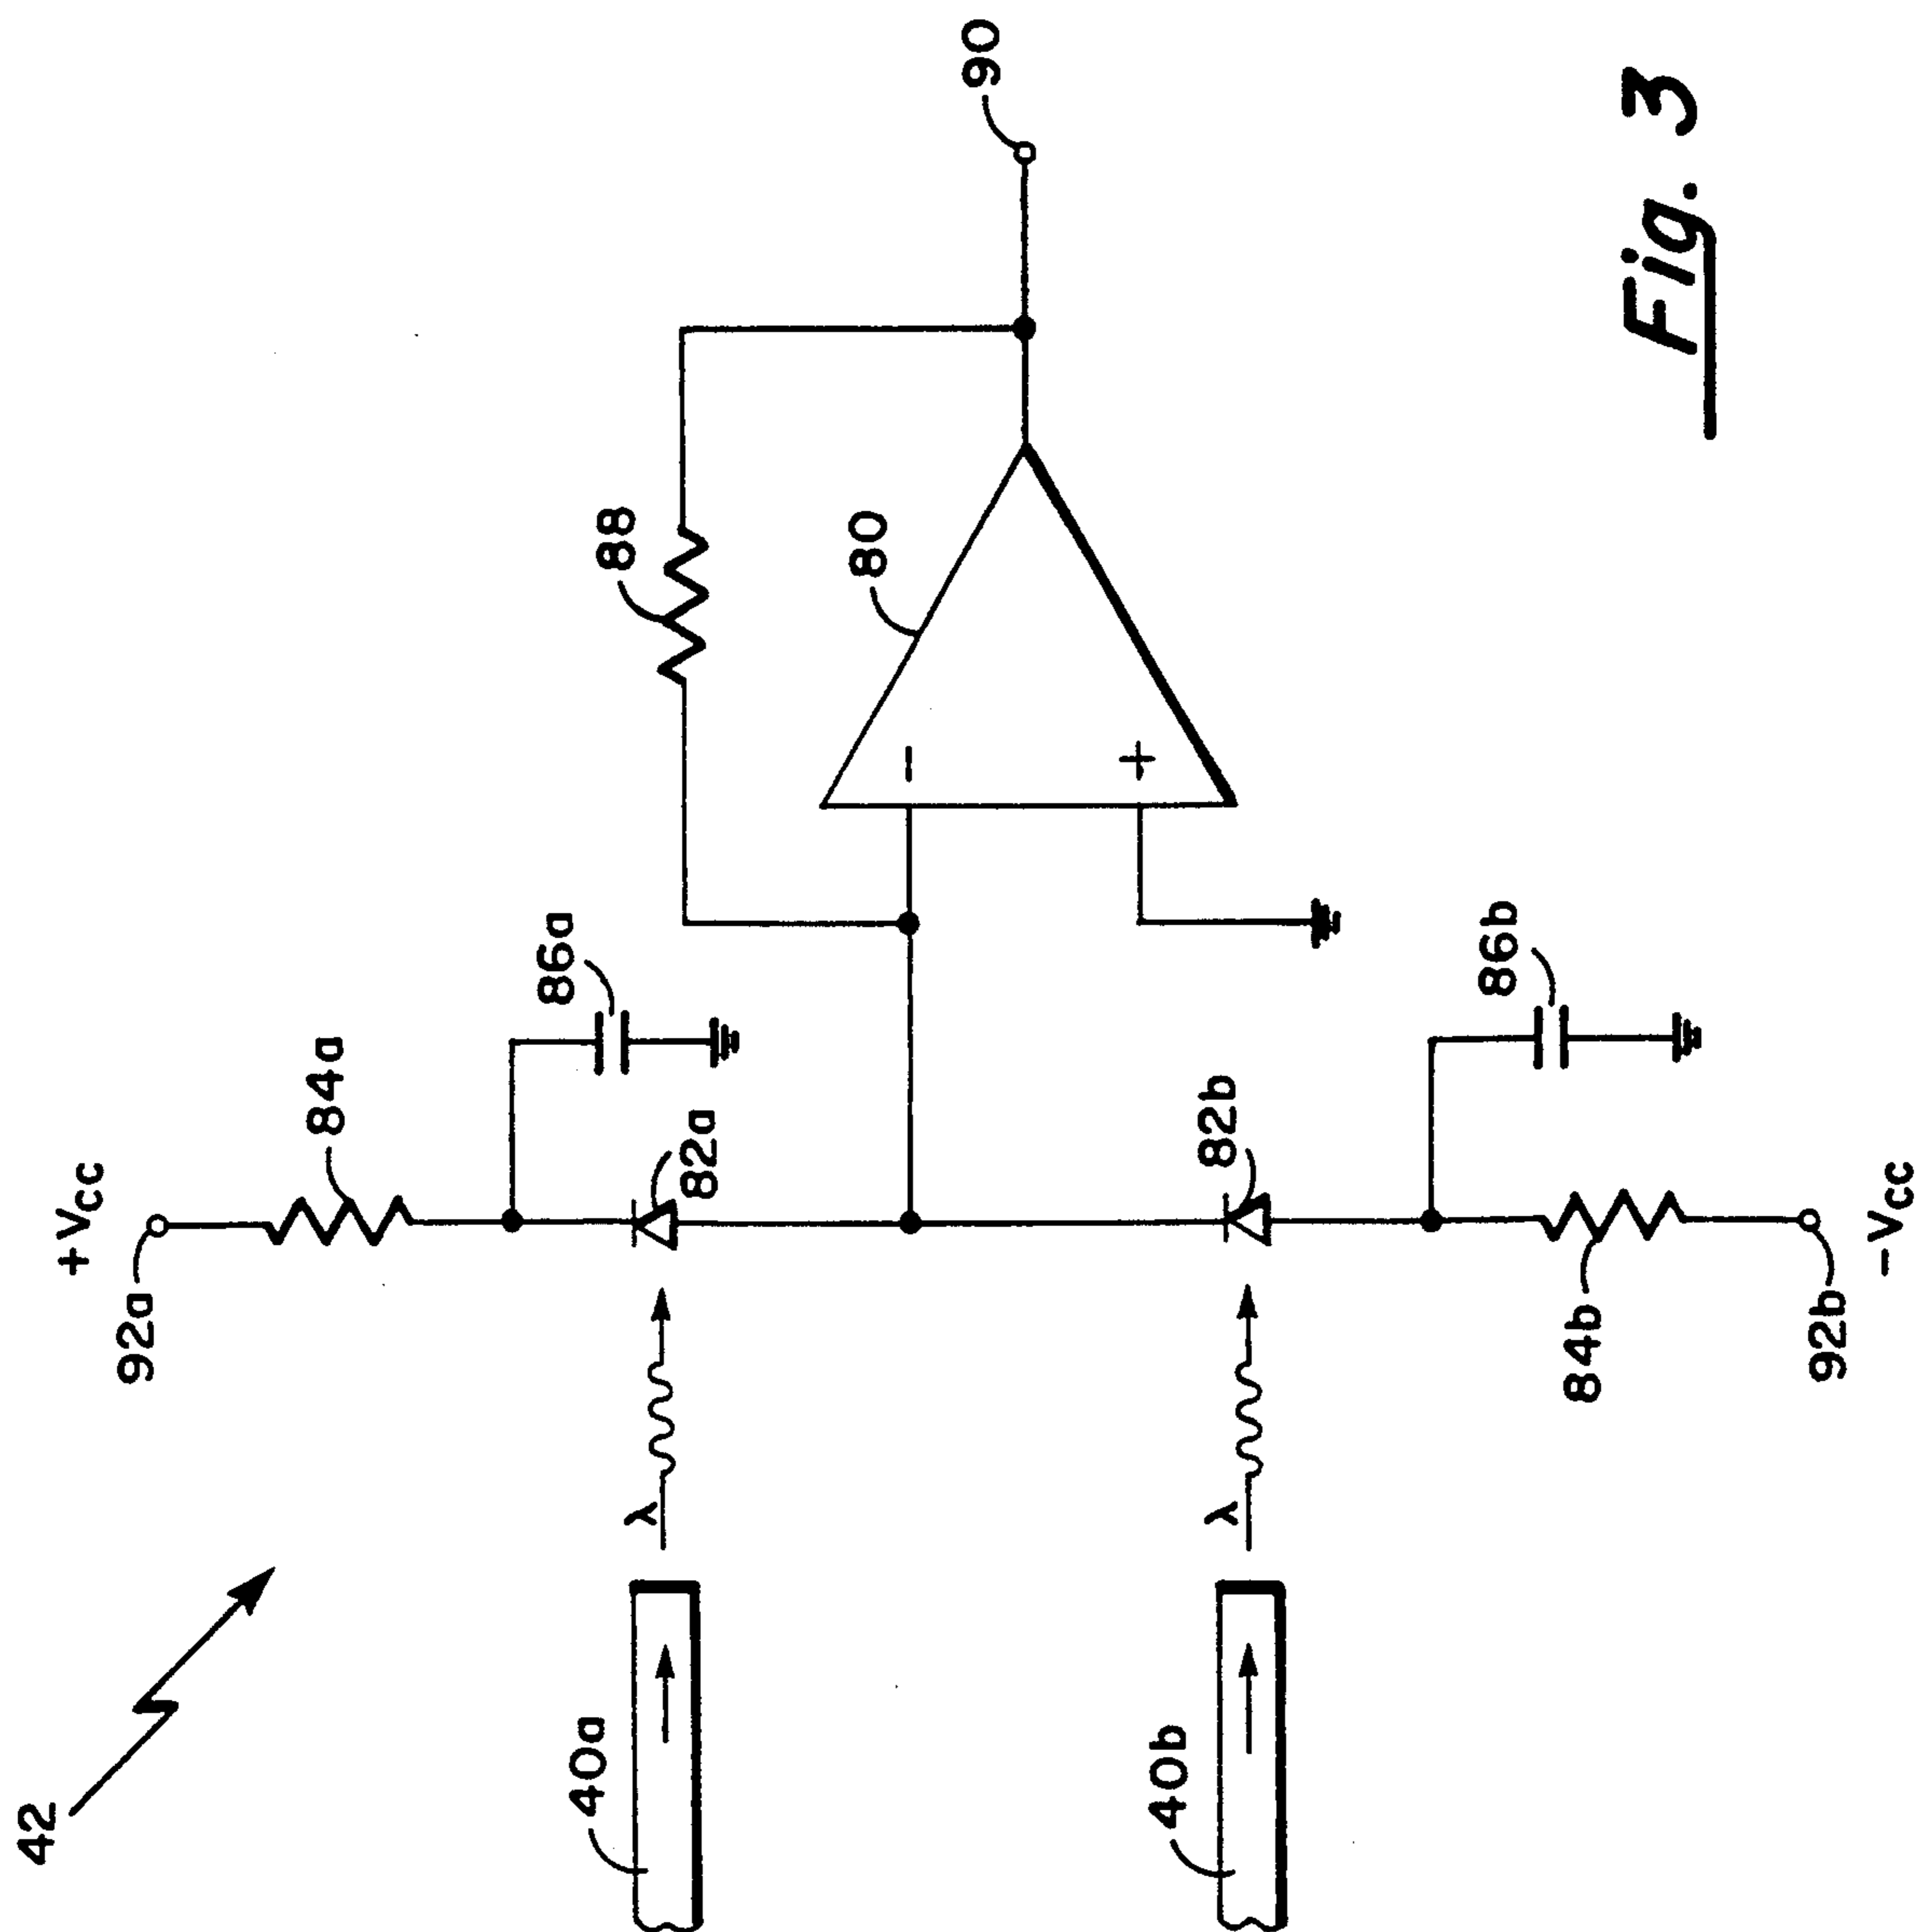 42
92a
+Vcc
84a
86a
88
90
40a
λ
82a
80
-
+
40b
λ
82b
86b
84b
92b
-Vcc
Fig. 3